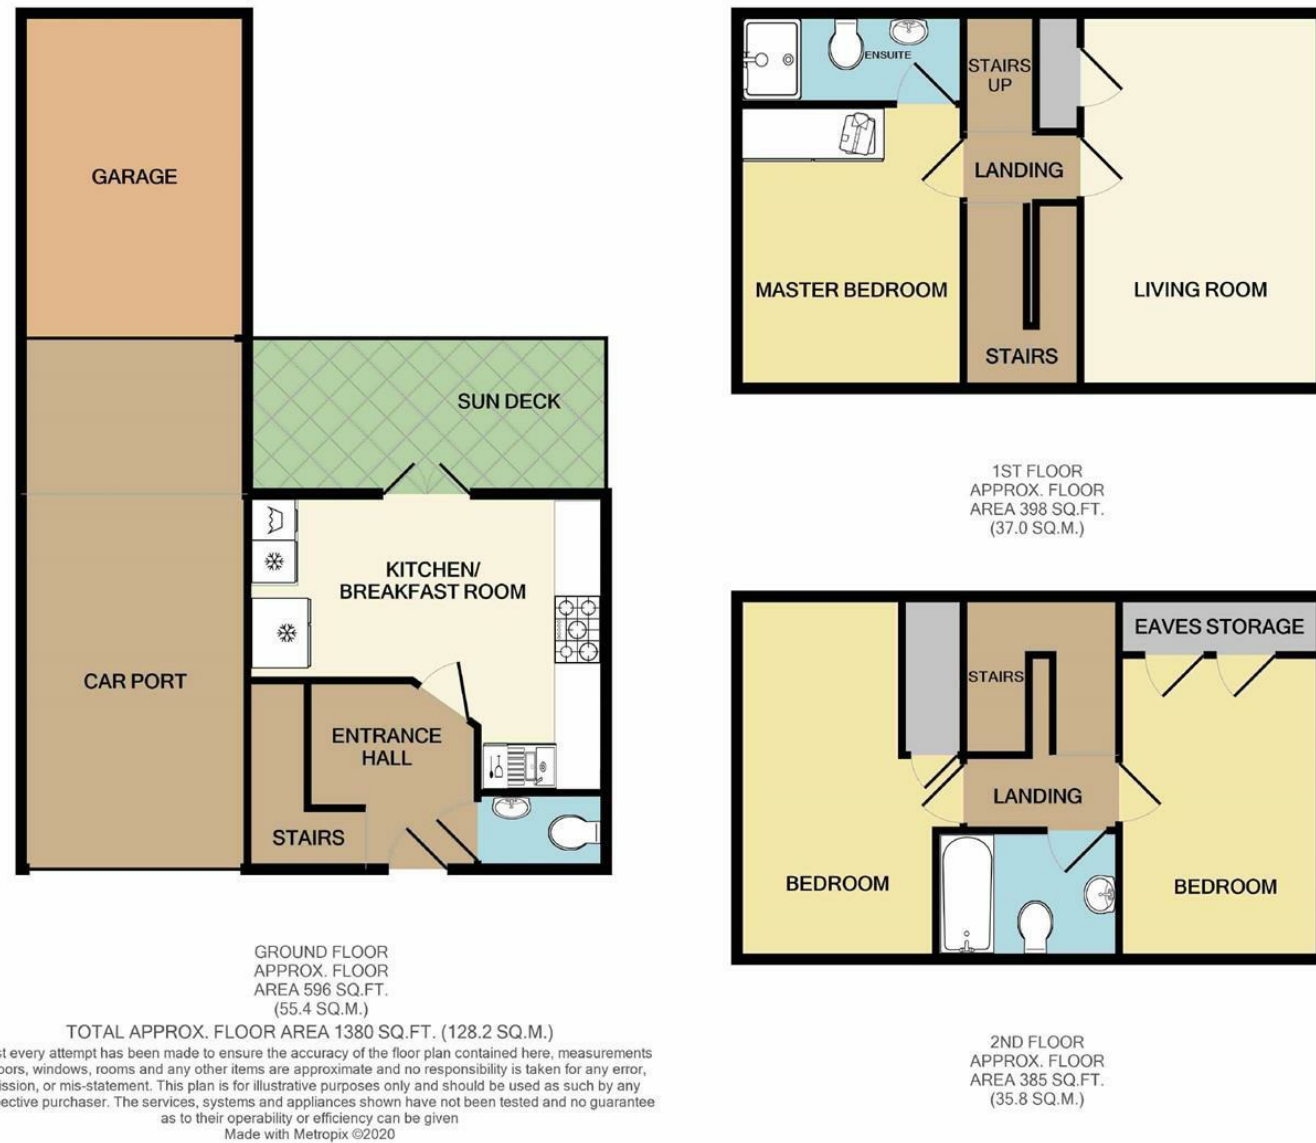 GARAGE
SUN DECK
KITCHEN/
BREAKFAST ROOM
CAR PORT
ENTRANCE
HALL
STAIRS
GROUND FLOOR
APPROX. FLOOR
AREA 596 SQ.FT.
(55.4 SQ.M.)
TOTAL APPROX. FLOOR AREA 1380 SQ.FT. (128.2 SQ.M.)
every attempt has been made to ensure the accuracy of the floor plan contained here, measurements
windows, rooms and any other items are approximate and no responsibility is taken for any error,
or mis-statement. This plan is for illustrative purposes only and should be used as such by any
purchaser. The services, systems and appliances shown have not been tested and no guarantee
as to their operability or efficiency can be given
Made with Metropix ©2020
ENSUITE
STAIRS
UP
LANDING
MASTER BEDROOM
LIVING ROOM
STAIRS
1ST FLOOR
APPROX. FLOOR
AREA 398 SQ.FT.
(37.0 SQ.M.)
EAVES STORAGE
STAIRS
LANDING
BEDROOM
BEDROOM
2ND FLOOR
APPROX. FLOOR
AREA 385 SQ.FT.
(35.8 SQ.M.)